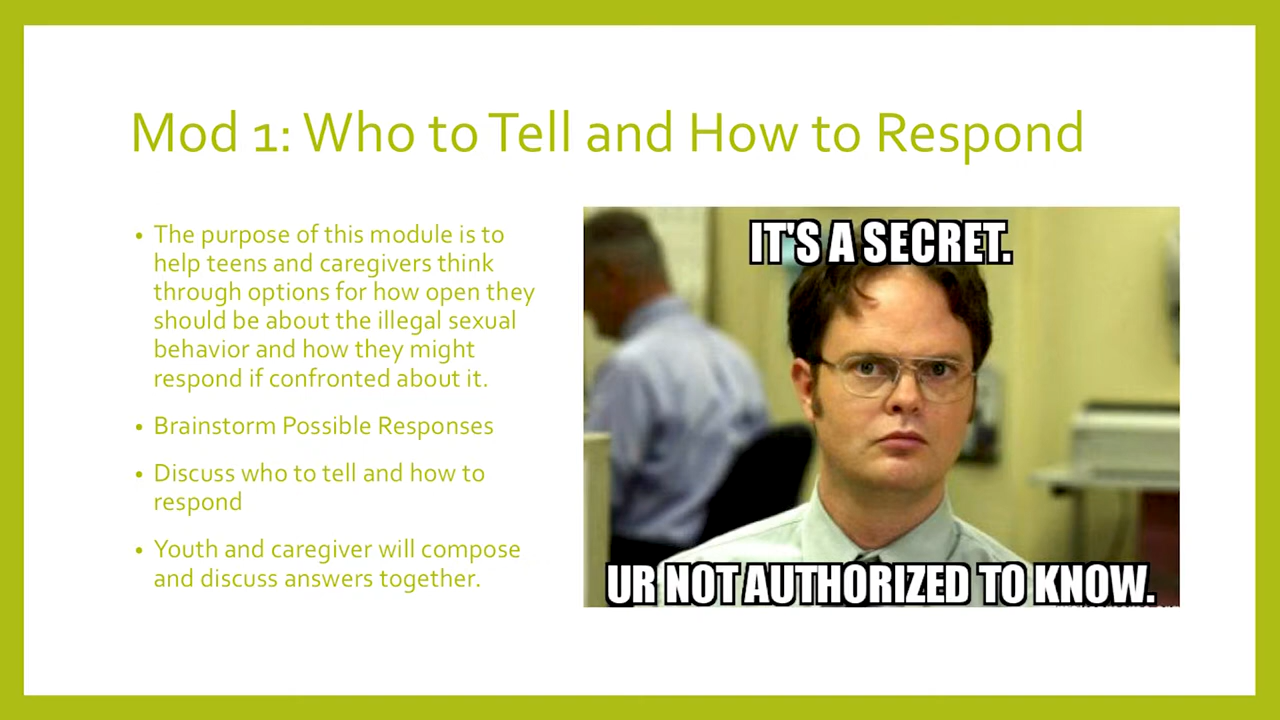 Mod 1: Who to Tell and How to Respond
• The purpose of this module is to
help teens and caregivers think
through options for how open they
should be about the illegal sexual
behavior and how they might
respond if confronted about it.
• Brainstorm Possible Responses
• Discuss who to tell and how to
respond
• Youth and caregiver will compose
and discuss answers together.
IT'S A SECRET.
UR NOT AUTHORIZED TO KNOW.